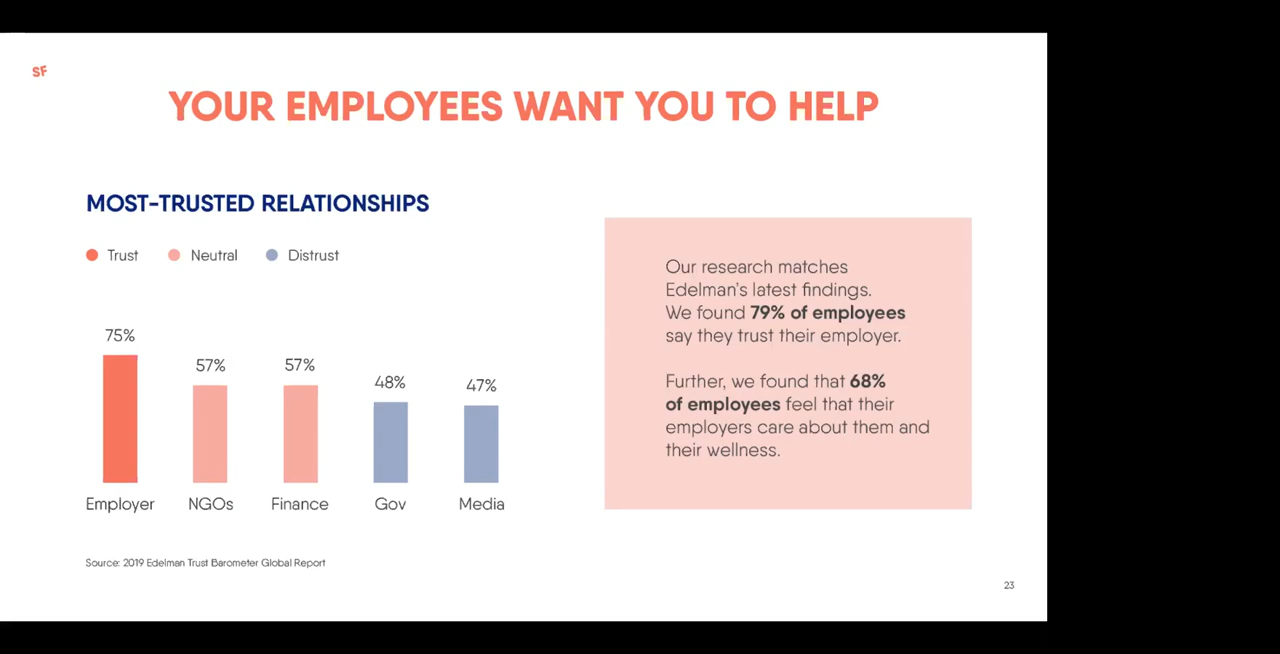 SF
YOUR EMPLOYEES WANT YOU TO HELP
MOST-TRUSTED RELATIONSHIPS
Trust Neutral Distrust
75% 57% 57% 48% 47%
Employer NGOs Finance Gov Media
Source: 2019 Edelman Trust Barometer Global Report
Our research matches
Edelman's latest findings.
We found 79% of employees
say they trust their employer.
Further, we found that 68%
of employees feel that their
employers care about them and
their wellness.
23